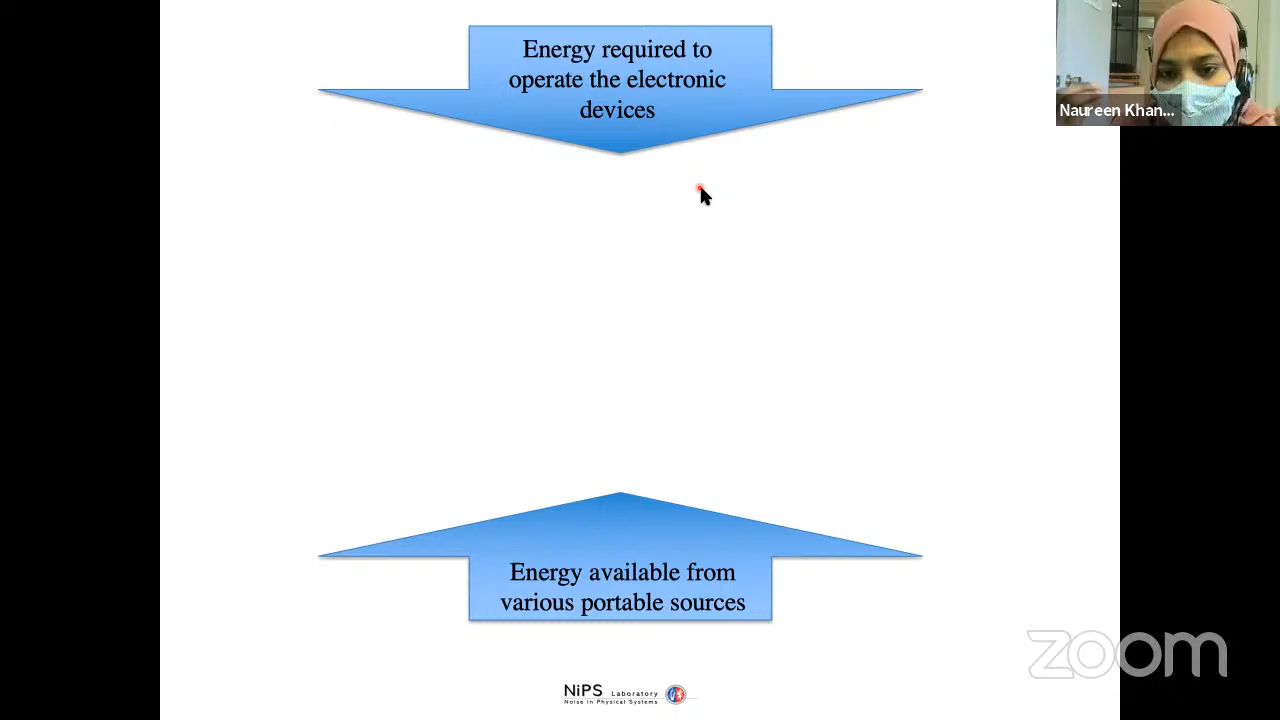 Energy required to
operate the electronic
devices
Naureen Khan...
Energy available from
various portable sources
zoom
NiPS Laboratory
Noise in Physical Systems